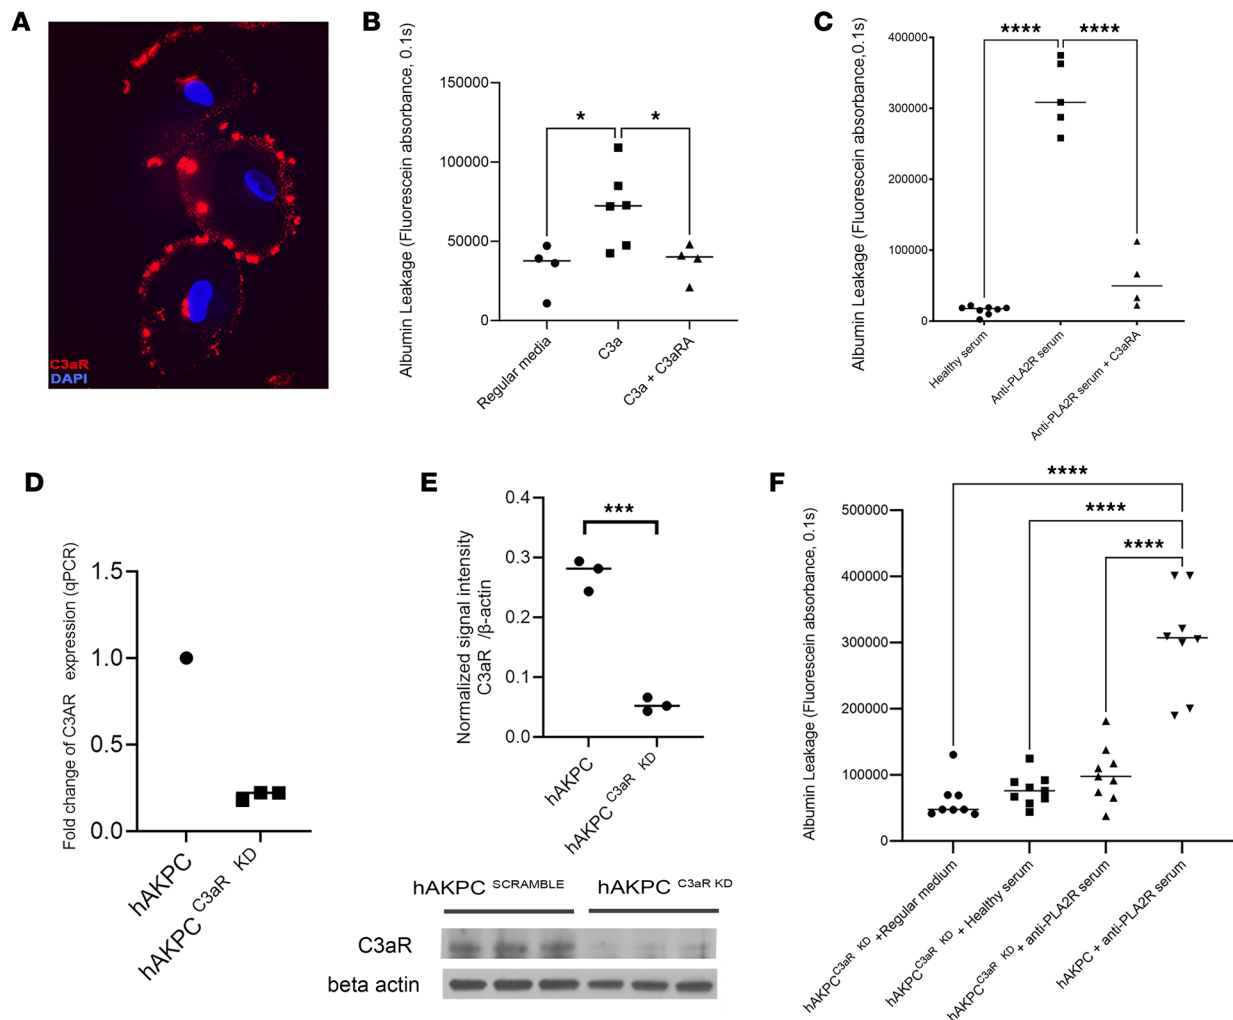 A
C3aR
DAPI
B
Albumin Leakage (Fluorescein absorbance, 0.1s)
150000
100000
50000
0
*
*
Regular media
C3a
C3a + C3aRA
C
Albumin Leakage (Fluorescein absorbance,0.1s)
400000
300000
200000
100000
0
****
****
Healthy serum
Anti-PLA2R serum
Anti-PLA2R serum + C3aRA
D
Fold change of C3AR expression (qPCR)
1.5
1.0
0.5
0.0
hAKPC
hAKPC C3aR KD
E
Normalized signal intensity
C3aR /β-actin
0.4
0.3
0.2
0.1
0.0
***
hAKPC
hAKPC C3aR KD
hAKPC SCRAMBLE
hAKPC C3aR KD
C3aR
beta actin
F
Albumin Leakage (Fluorescein absorbance, 0.1s)
500000
400000
300000
200000
100000
0
****
****
****
hAKPC C3aR KD +Regular medium
hAKPC C3aR KD + Healthy serum
hAKPC C3aR KD + anti-PLA2R serum
hAKPC + anti-PLA2R serum